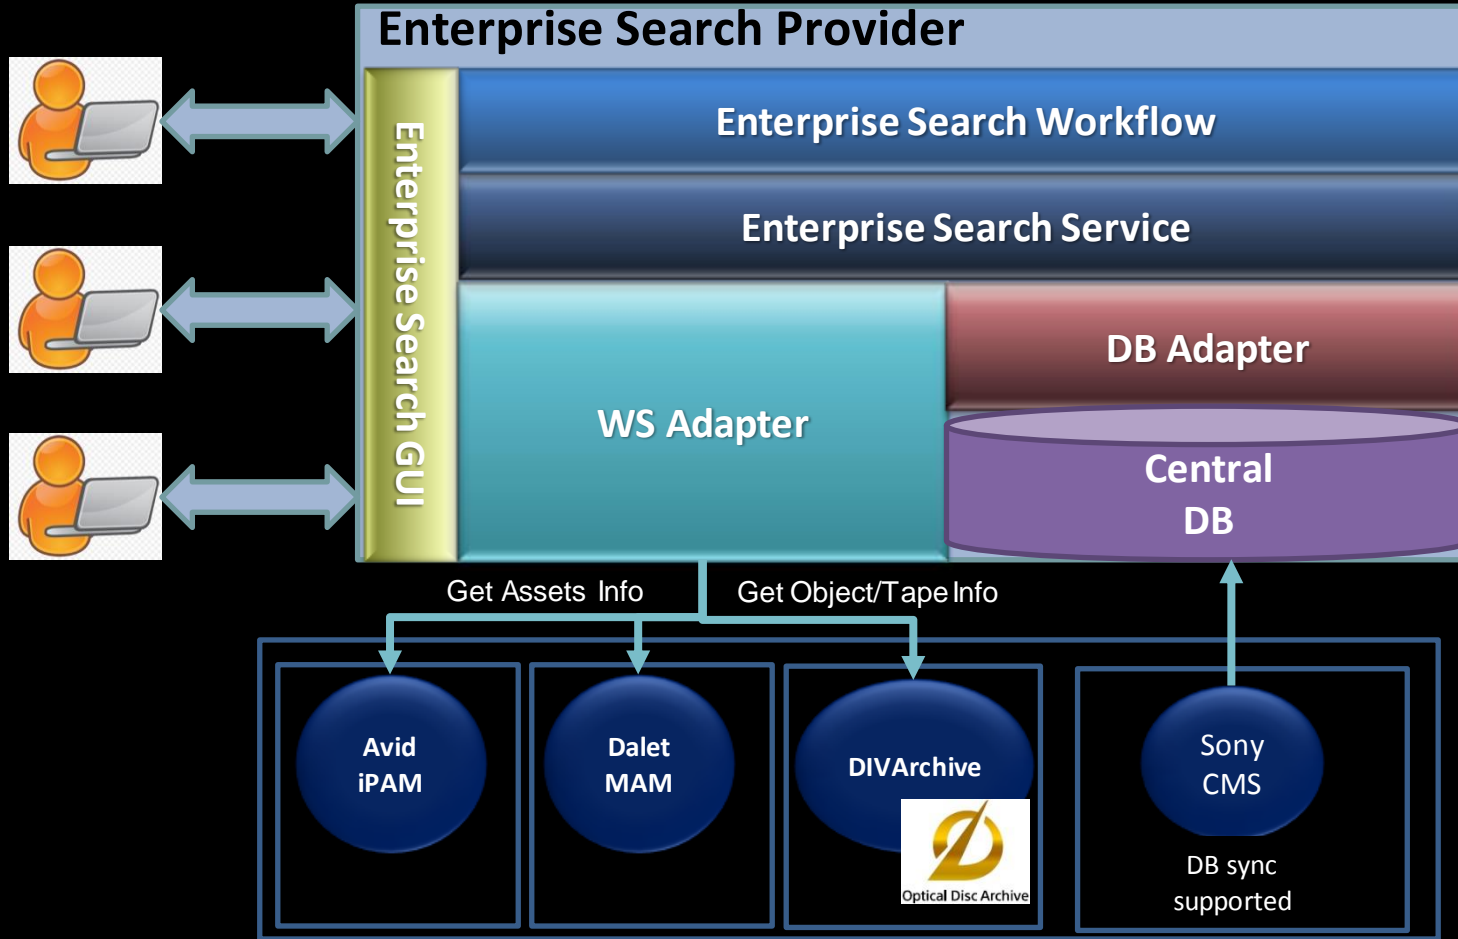 Enterprise Search Provider
Enterprise Search GUI
Enterprise Search Workflow
Enterprise Search Service
WS Adapter
DB Adapter
Central
DB
Get Assets Info
Get Object/Tape Info
Avid
iPAM
Dalet
MAM
DIVArchive
Optical Disc Archive
Sony
CMS
DB sync
supported